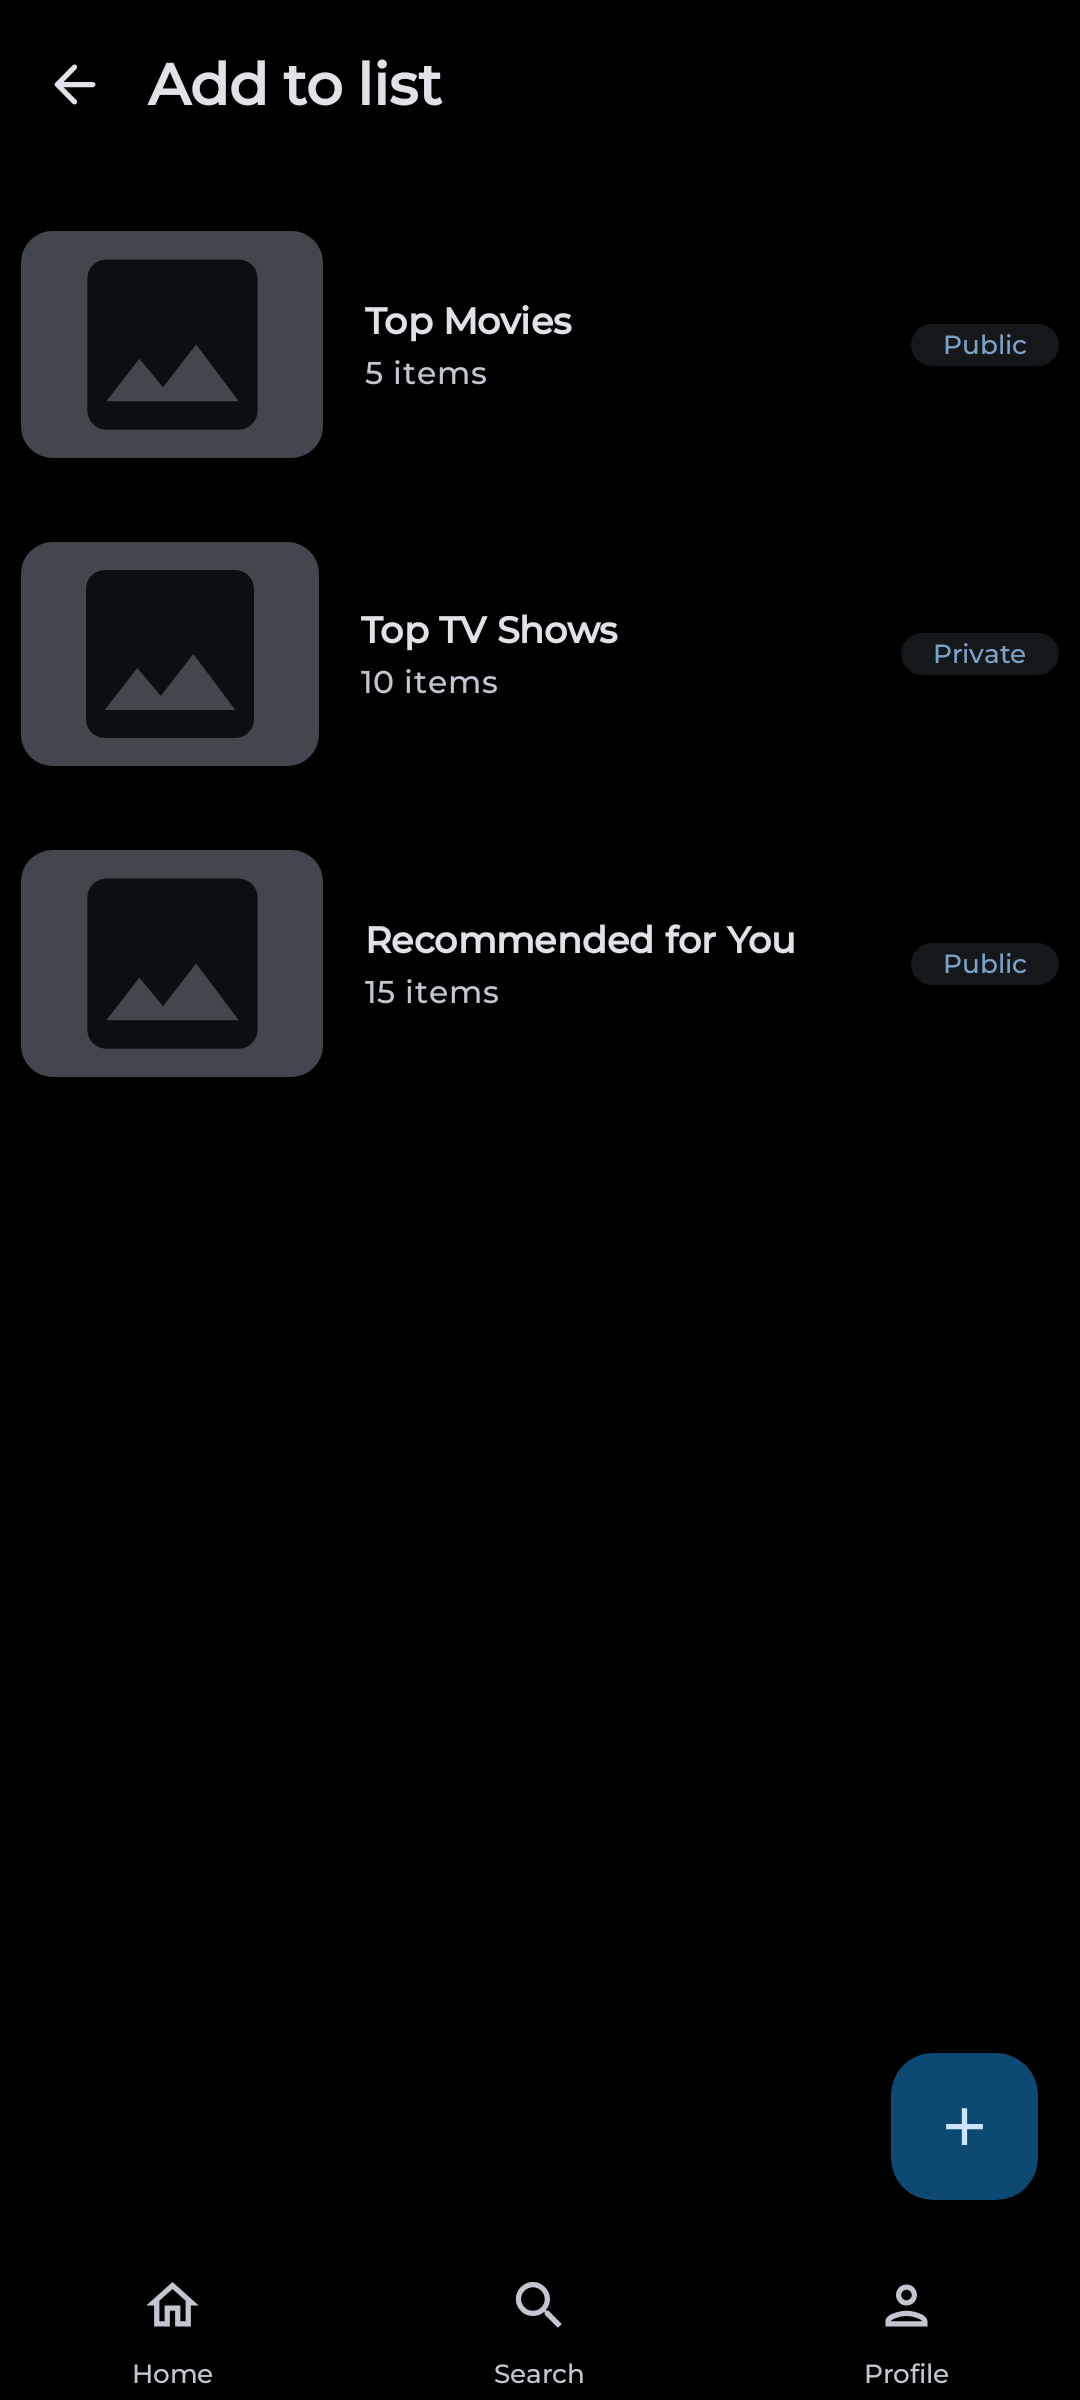 Add to list
Top Movies
5 items
Public
Top TV Shows
10 items
Private
Recommended for You
15 items
Public
Home
Search
Profile